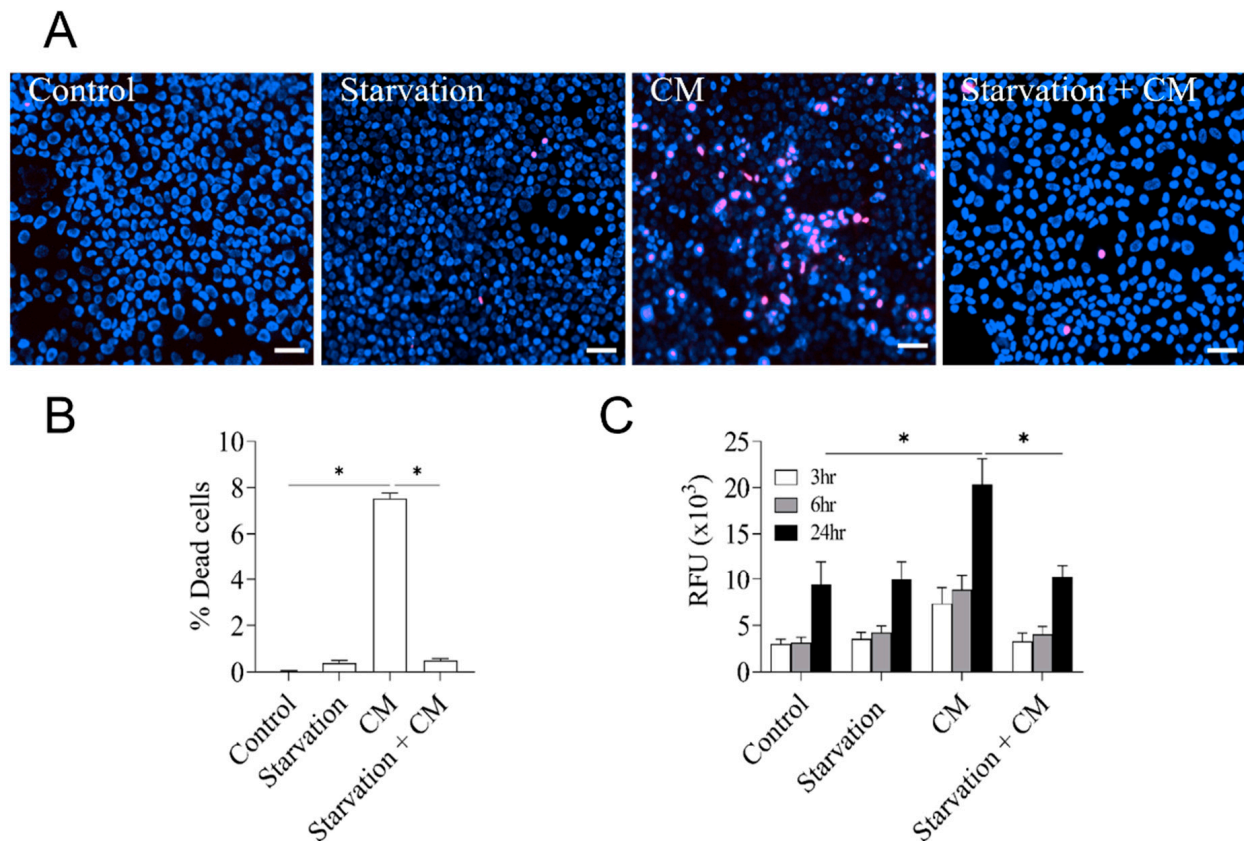 A
Control
Starvation
CM
Starvation + CM
B
% Dead cells
10
8
6
4
2
0
*
*
Control
Starvation
CM
Starvation + CM
C
RFU (x10³)
25
20
15
10
5
0
3hr
6hr
24hr
*
*
Control
Starvation
CM
Starvation + CM